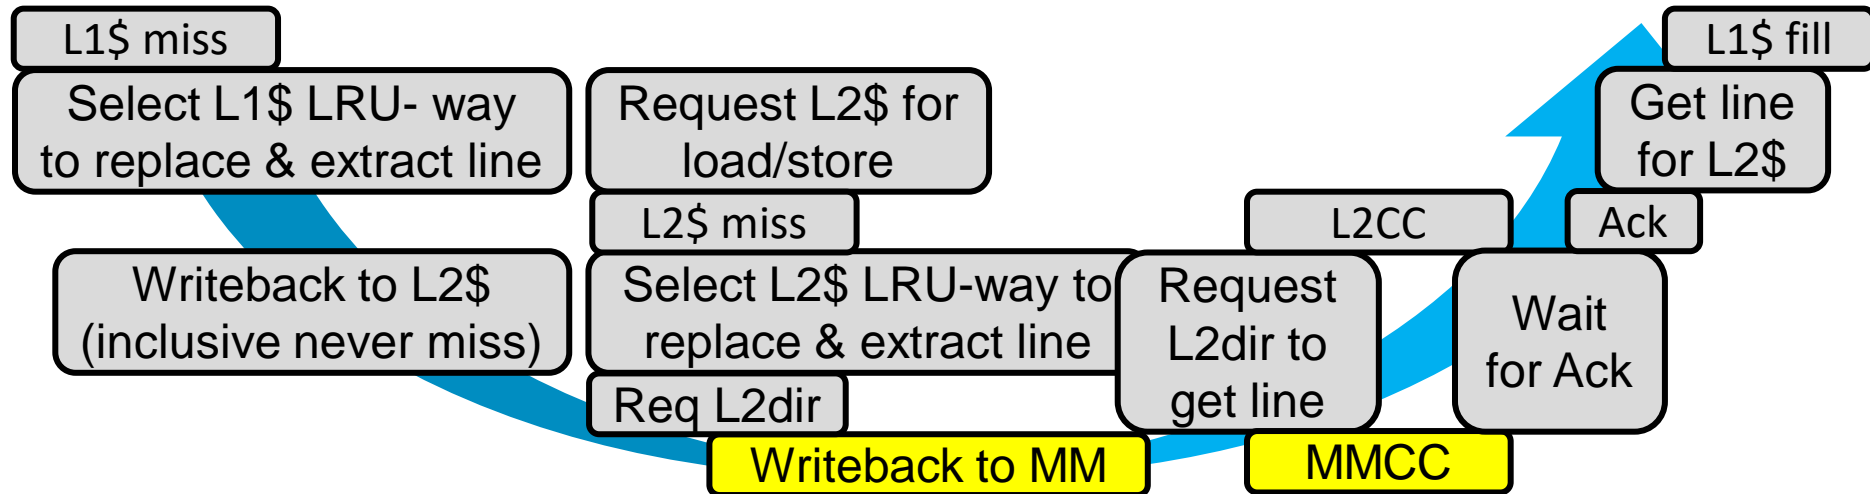 L1$ miss
Select L1$ LRU- way
to replace & extract line
Writeback to L2$
(inclusive never miss)
Request L2$ for
load/store
L2$ miss
Select L2$ LRU-way to
replace & extract line
Req L2dir
Writeback to MM
Request
L2dir to
get line
L2CC
MMCC
Wait
for Ack
Ack
Get line
for L2$
L1$ fill